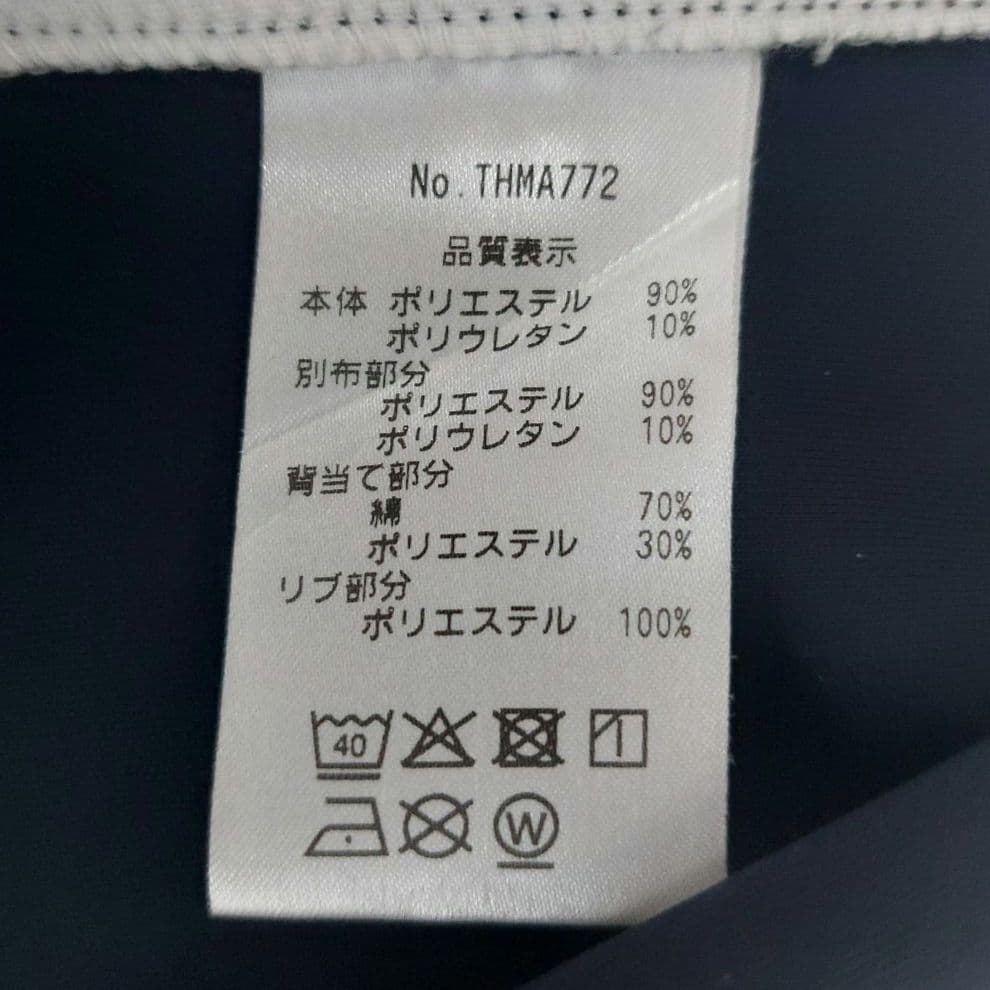 No.THMA772
品質表示
本体 ポリエステル 90%
ポリウレタン 10%
別布部分
ポリエステル 90%
ポリウレタン 10%
背当て部分
綿 70%
ポリエステル 30%
リブ部分
ポリエステル 100%
40
W